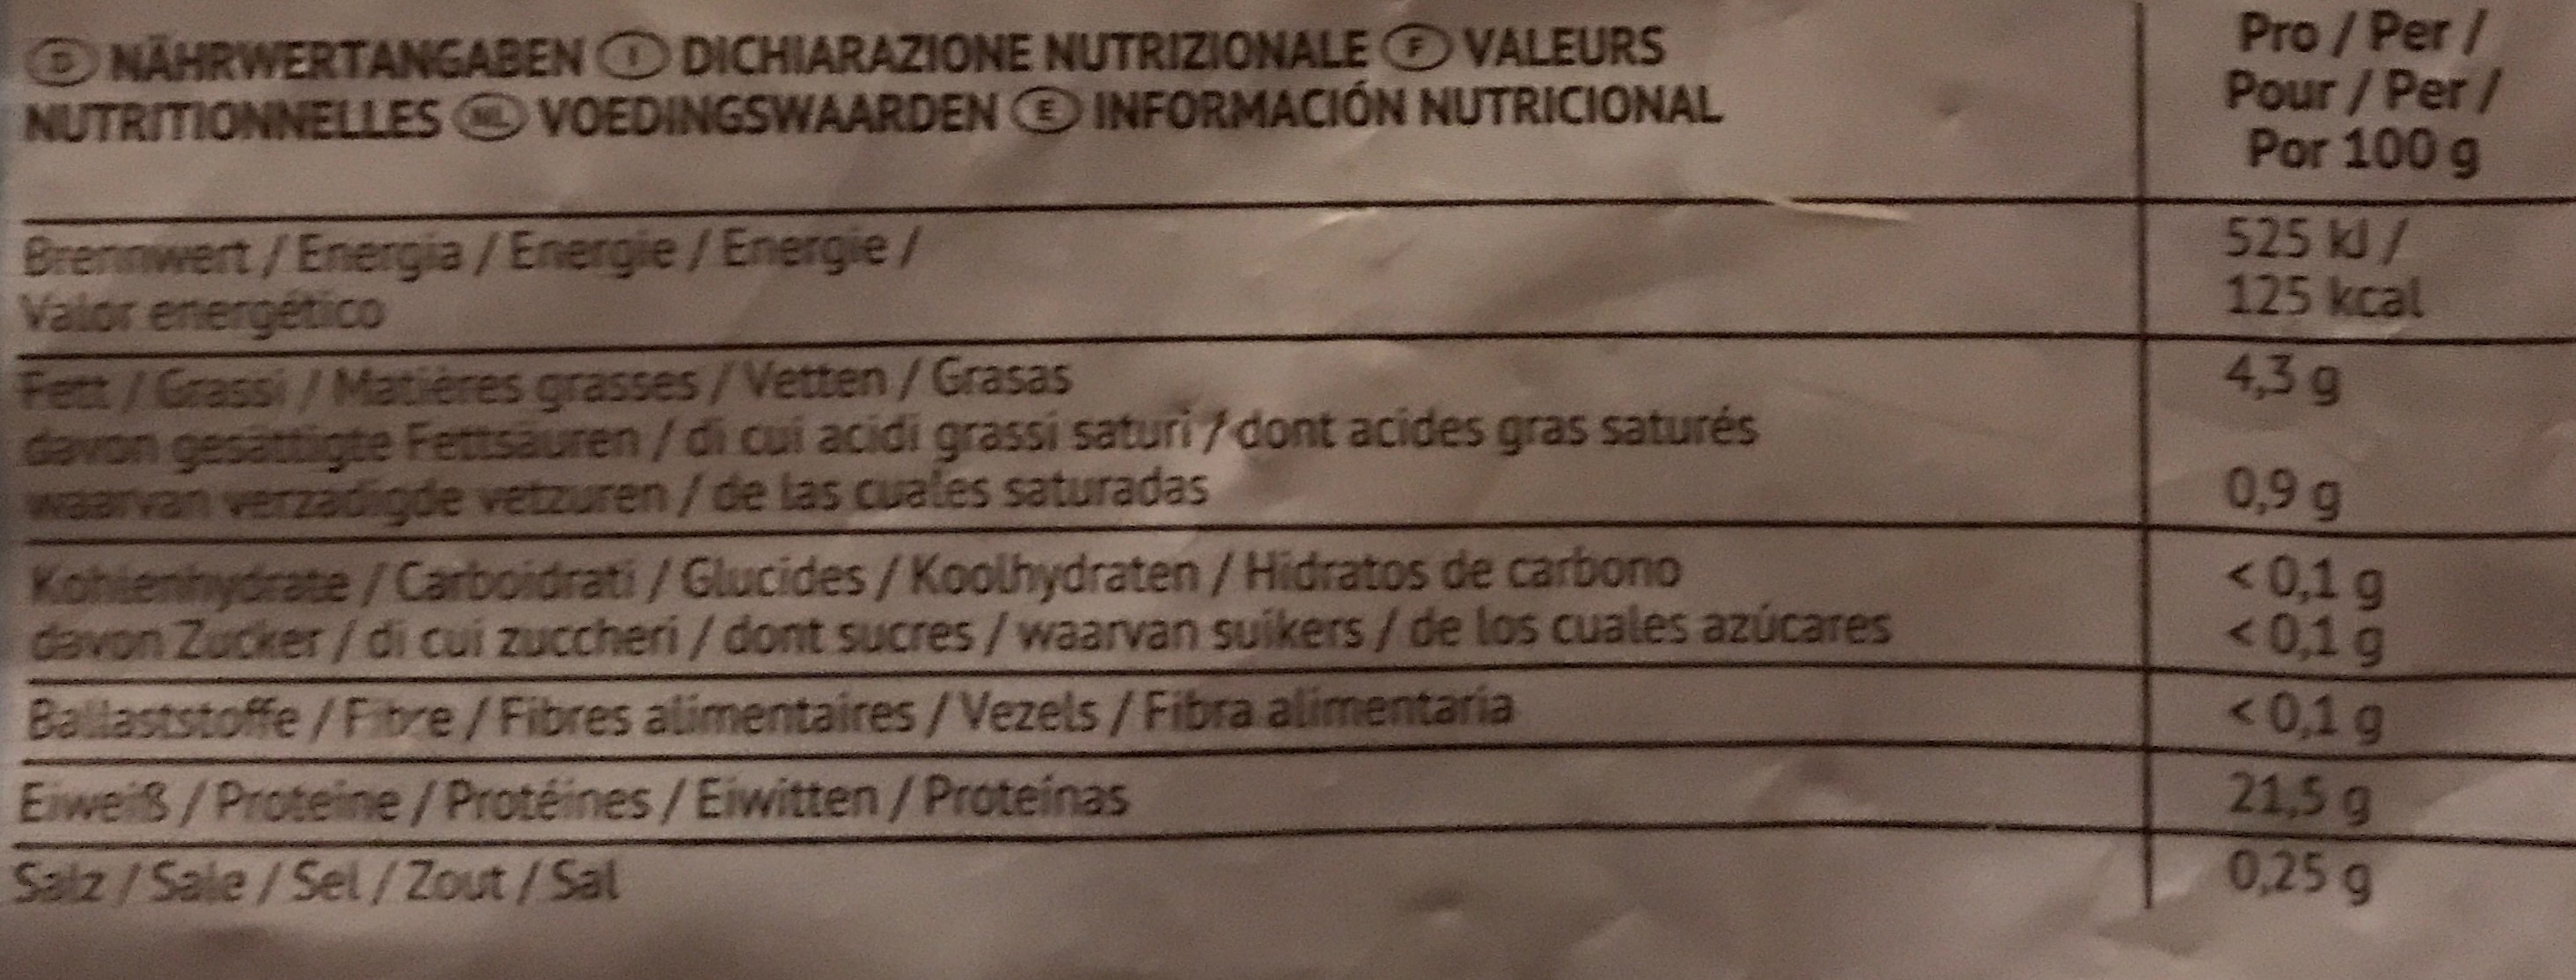 D NÄHRWERTANGABEN I DICHIARAZIONE NUTRIZIONALE F VALEURS
NUTRITIONNELLES NL VOEDINGSWAARDEN E INFORMACIÓN NUTRICIONAL
Pro / Per /
Pour / Per /
Por 100 g
Brennwert / Energia / Energie / Energie /
Valor energético
525 kJ /
125 kcal
Fett / Grassi / Matières grasses / Vetten / Grasas
4,3 g
davon gesättigte Fettsäuren / di cui acidi grassi saturi / dont acides gras saturés
waarvan verzadigde vetzuren / de las cuales saturadas
0,9 g
Kohlenhydrate / Carboidrati / Glucides / Koolhydraten / Hidratos de carbono
< 0,1 g
davon Zucker / di cui zuccheri / dont sucres / waarvan suikers / de los cuales azúcares
< 0,1 g
Ballaststoffe / Fibre / Fibres alimentaires / Vezels / Fibra alimentaria
< 0,1 g
Eiweiß / Proteine / Protéines / Eiwitten / Proteínas
21,5 g
Salz / Sale / Sel / Zout / Sal
0,25 g